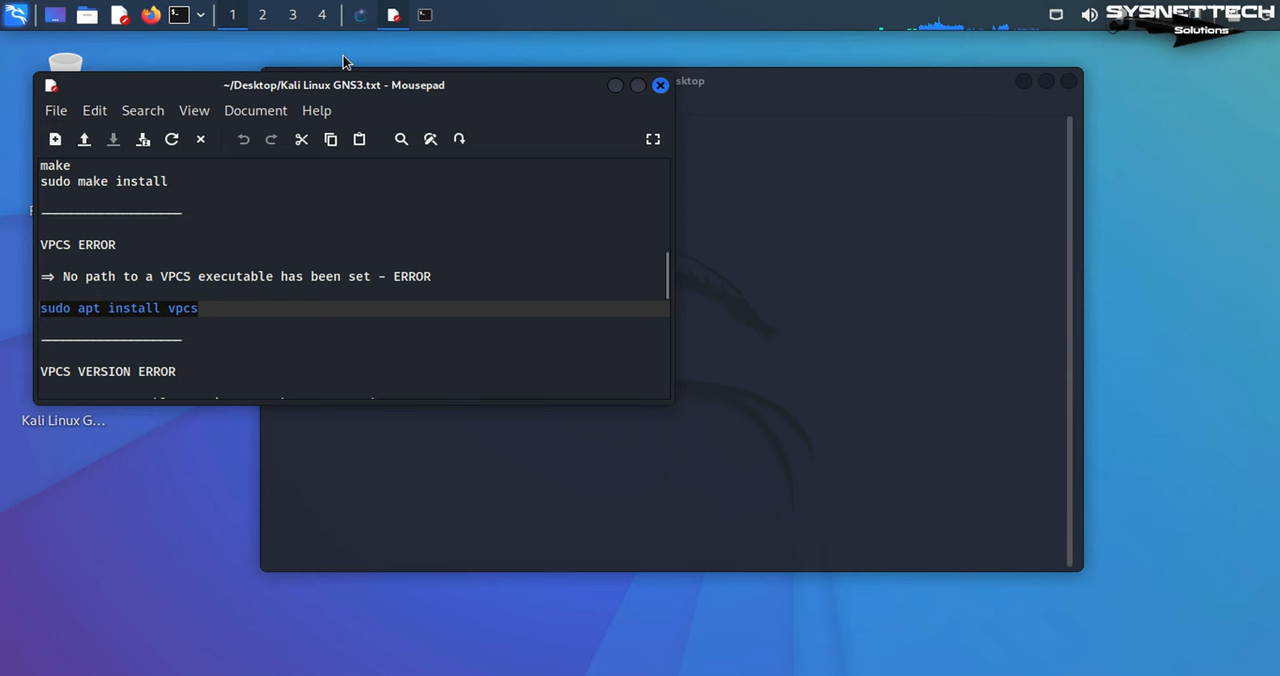 1 2 3 4
SYSNETTECH
Solutions
~/Desktop/Kali Linux GNS3.txt - Mousepad
sktop
File Edit Search View Document Help
make
sudo make install
____________________
VPCS ERROR
⇒ No path to a VPCS executable has been set - ERROR
sudo apt install vpcs
____________________
VPCS VERSION ERROR
Kali Linux G...